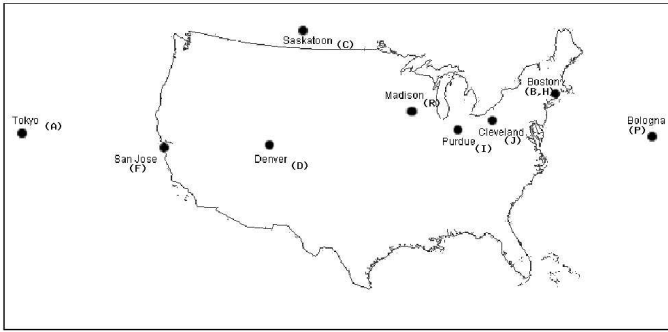 Saskatoon (C)
Boston
(B,H)
Madison
(R)
Tokyo (A)
Bologna
(P)
Cleveland
(J)
Purdue
(I)
San Jose
(F)
Denver
(D)